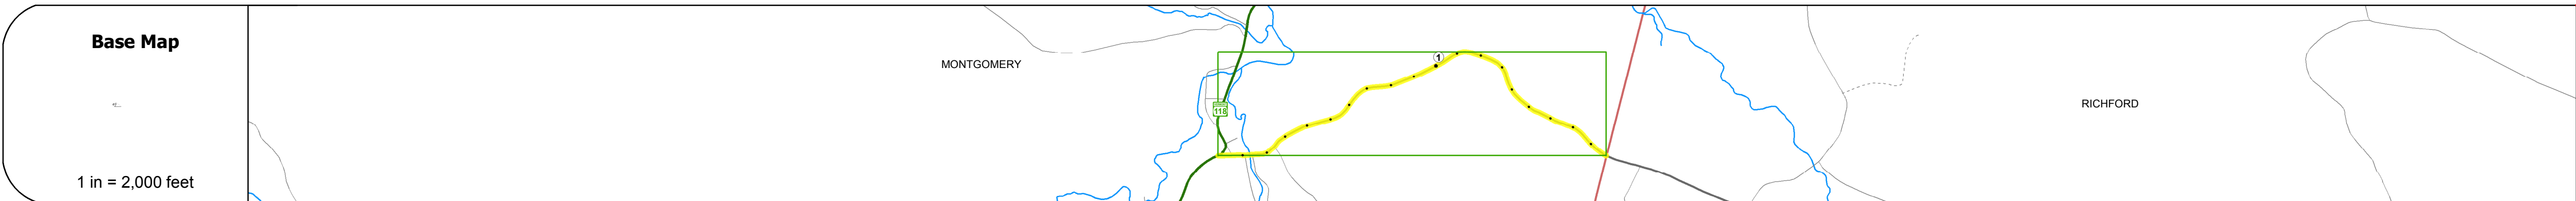 Base Map
1 in = 2,000 feet
MONTGOMERY
118
1
RICHFORD